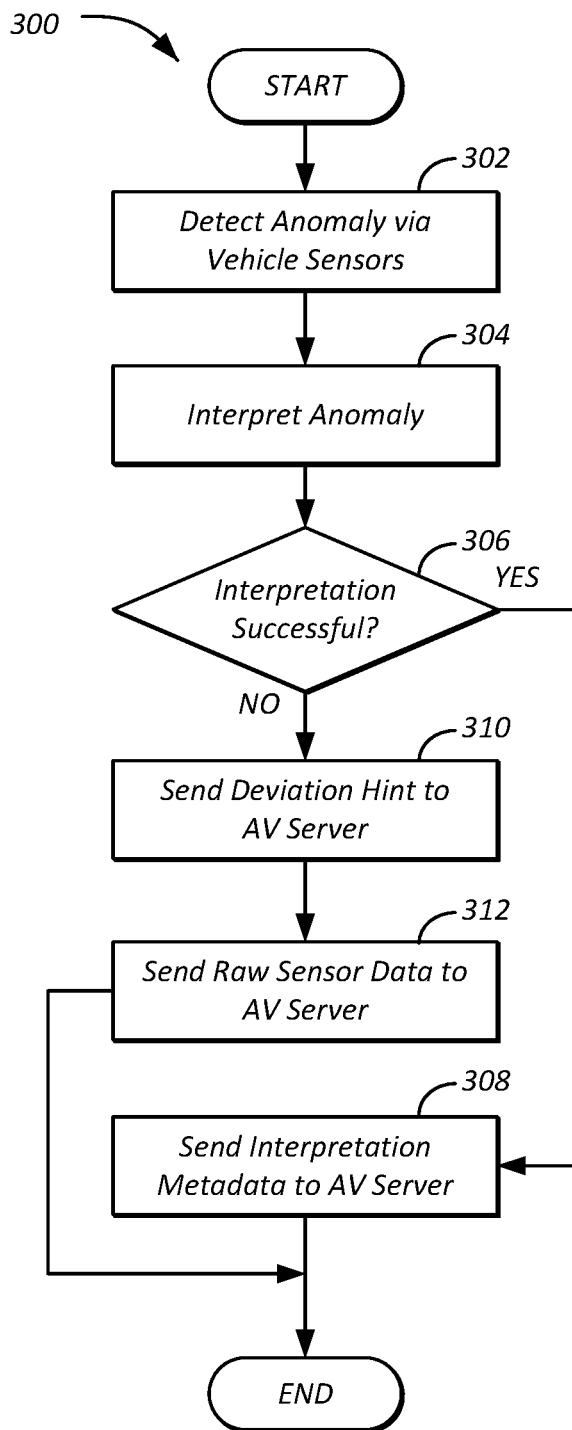 300
START
302
Detect Anomaly via
Vehicle Sensors
304
Interpret Anomaly
306
YES
Interpretation
Successful?
NO
310
Send Deviation Hint to
AV Server
312
Send Raw Sensor Data to
AV Server
308
Send Interpretation
Metadata to AV Server
END